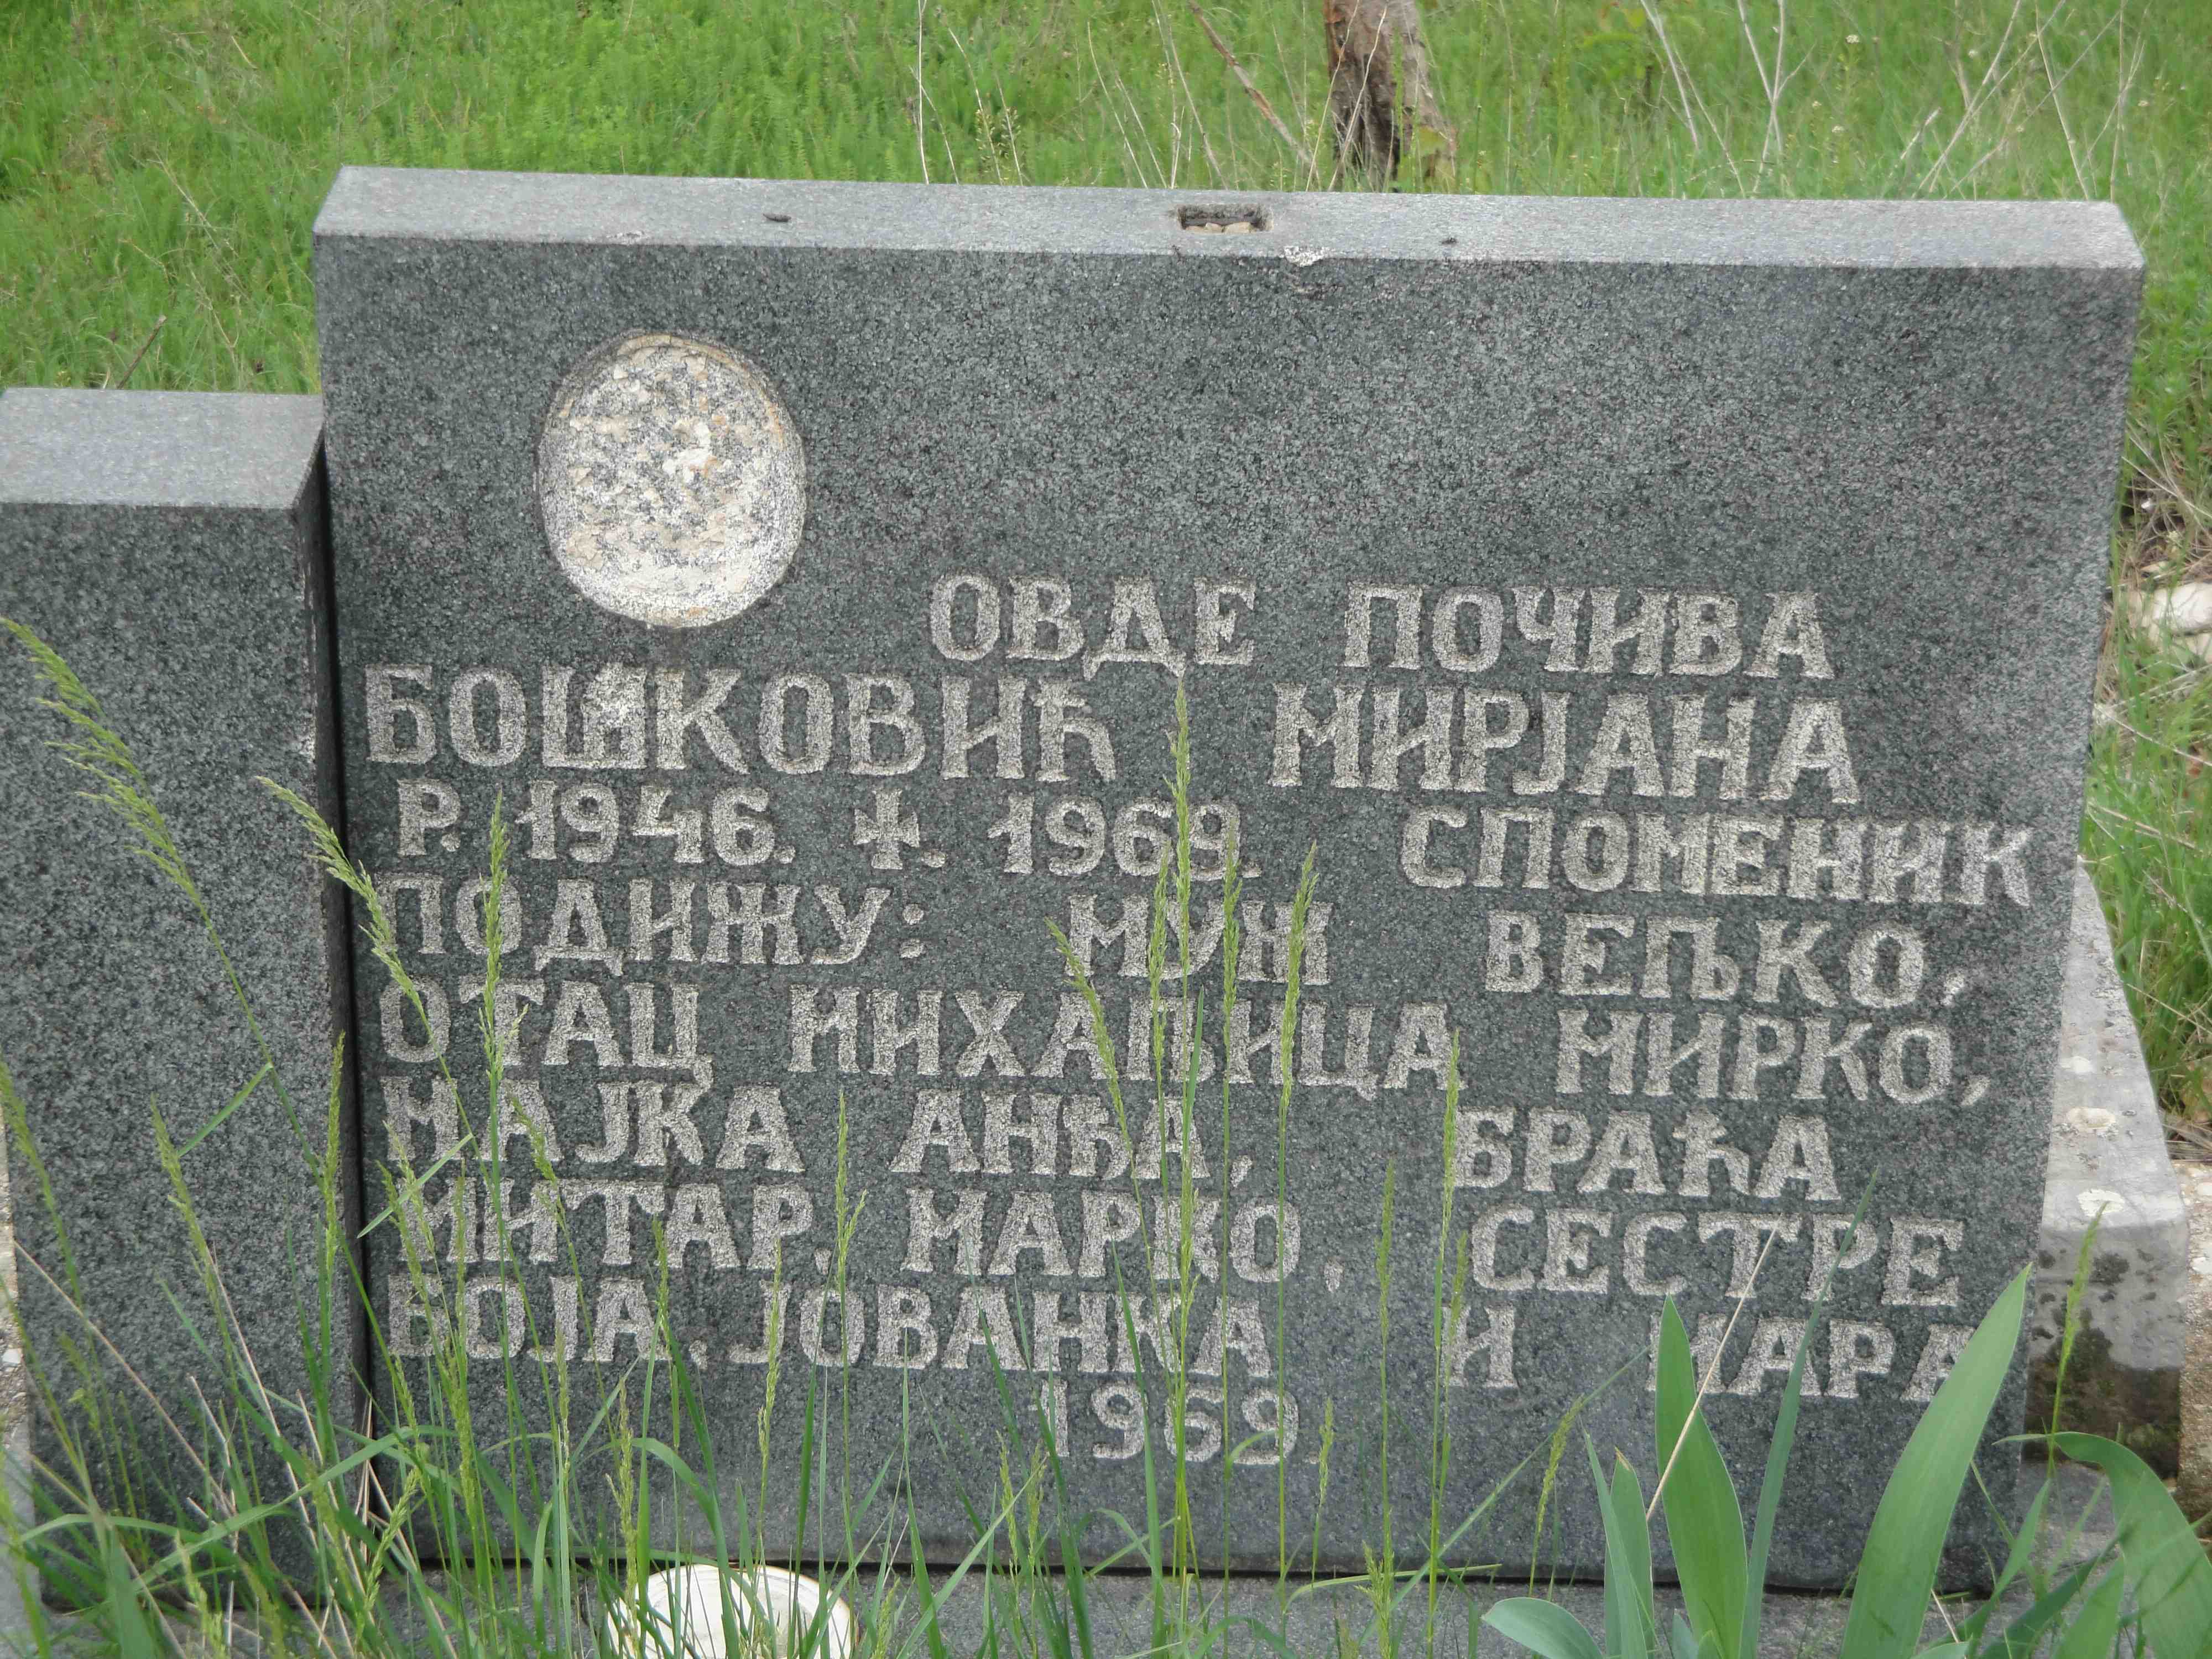 ОВДЕ ПОЧИВА
БОШКОВИЋ МИРЈАНА
Р. 1946. ✠. 1969. СПОМЕНИК
ПОДИЖУ: МУЖ ВЕЉКО,
ОТАЦ МИХАЉИЦА МИРКО,
МАЈКА АНЂА, БРАЋА
МИТАР, МАРКО, СЕСТРЕ
БОЈА, ЈОВАНКА И МАРА
1969.